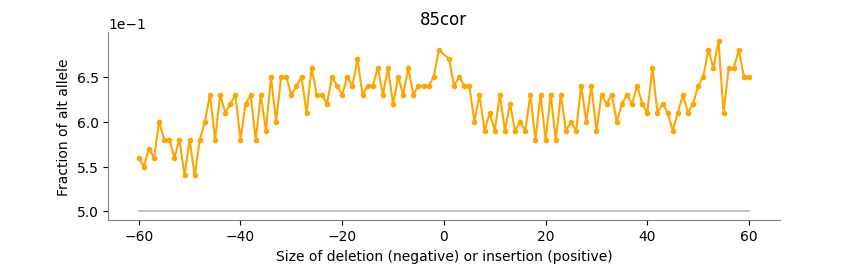 85cor
1e−1
6.5
6.0
5.5
5.0
Fraction of alt allele
−60 −40 −20 0 20 40 60
Size of deletion (negative) or insertion (positive)